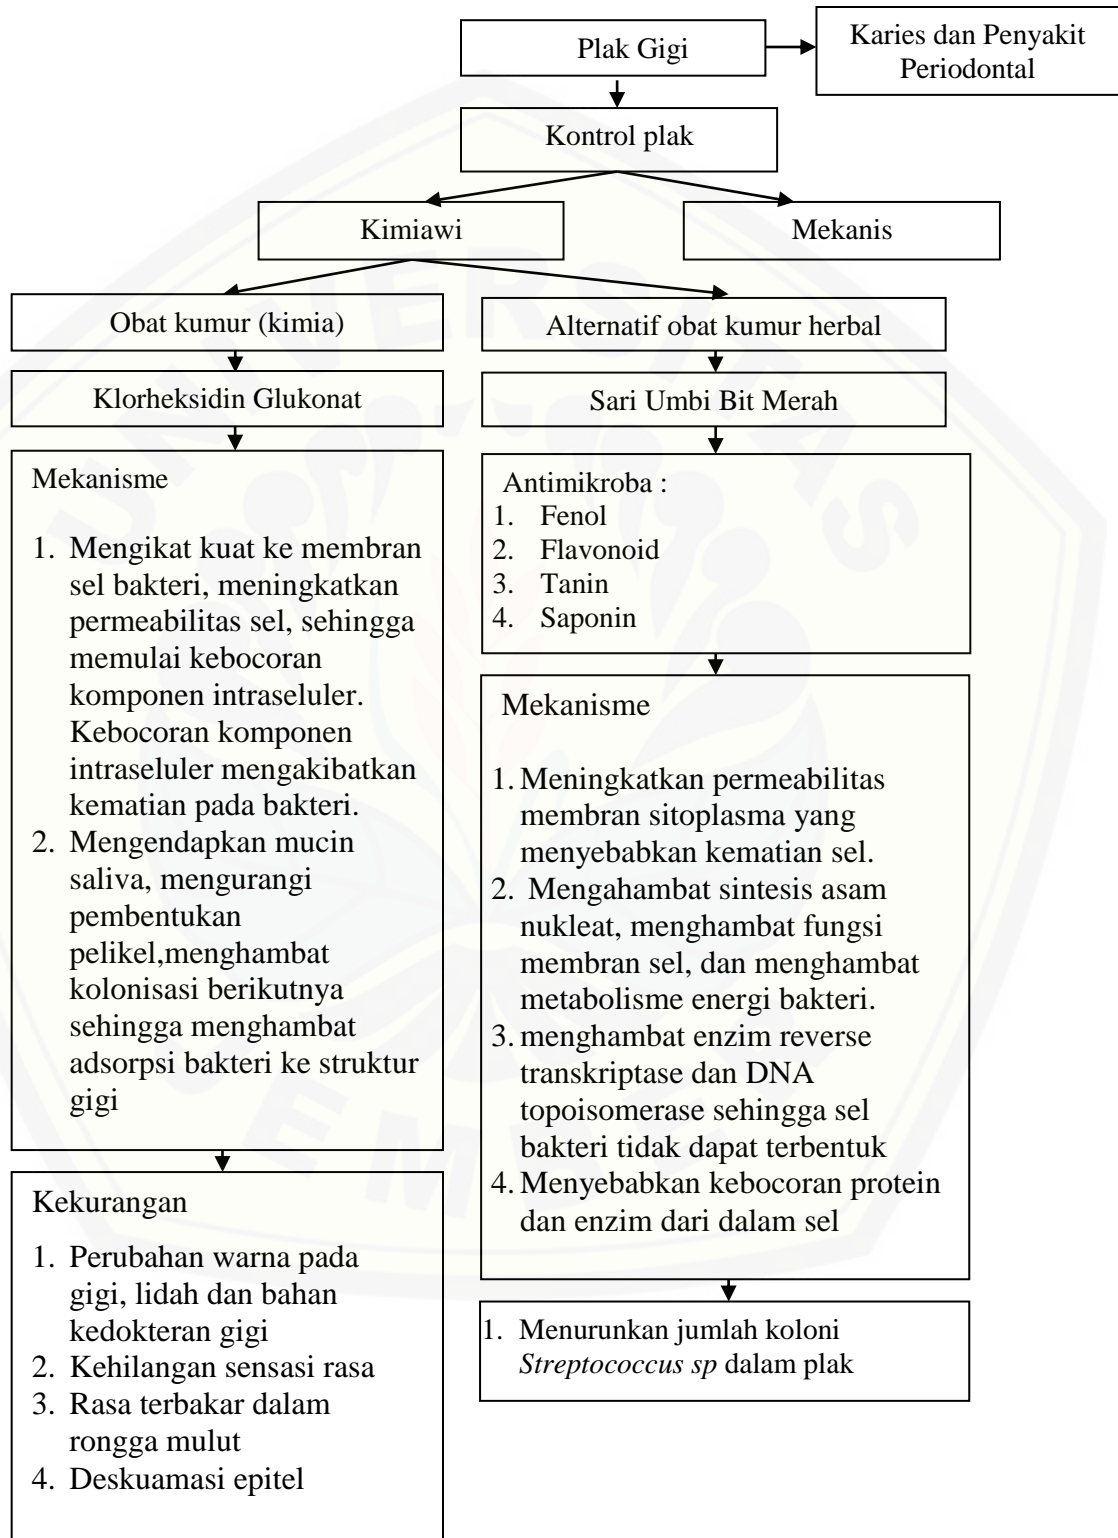 Plak Gigi
Karies dan Penyakit
Periodontal
Kontrol plak
Kimiawi
Mekanis
Obat kumur (kimia)
Alternatif obat kumur herbal
Klorheksidin Glukonat
Sari Umbi Bit Merah
Mekanisme
1. Mengikat kuat ke membran
sel bakteri, meningkatkan
permeabilitas sel, sehingga
memulai kebocoran
komponen intraseluler.
Kebocoran komponen
intraseluler mengakibatkan
kematian pada bakteri.
2. Mengendapkan mucin
saliva, mengurangi
pembentukan
pelikel,menghambat
kolonisasi berikutnya
sehingga menghambat
adsorpsi bakteri ke struktur
gigi
Kekurangan
1. Perubahan warna pada
gigi, lidah dan bahan
kedokteran gigi
2. Kehilangan sensasi rasa
3. Rasa terbakar dalam
rongga mulut
4. Deskuamasi epitel
Antimikroba :
1. Fenol
2. Flavonoid
3. Tanin
4. Saponin
Mekanisme
1. Meningkatkan permeabilitas
membran sitoplasma yang
menyebabkan kematian sel.
2. Mengahambat sintesis asam
nukleat, menghambat fungsi
membran sel, dan menghambat
metabolisme energi bakteri.
3. menghambat enzim reverse
transkriptase dan DNA
topoisomerase sehingga sel
bakteri tidak dapat terbentuk
4. Menyebabkan kebocoran protein
dan enzim dari dalam sel
1. Menurunkan jumlah koloni
Streptococcus sp dalam plak
UNIVERSITAS
JEMBER